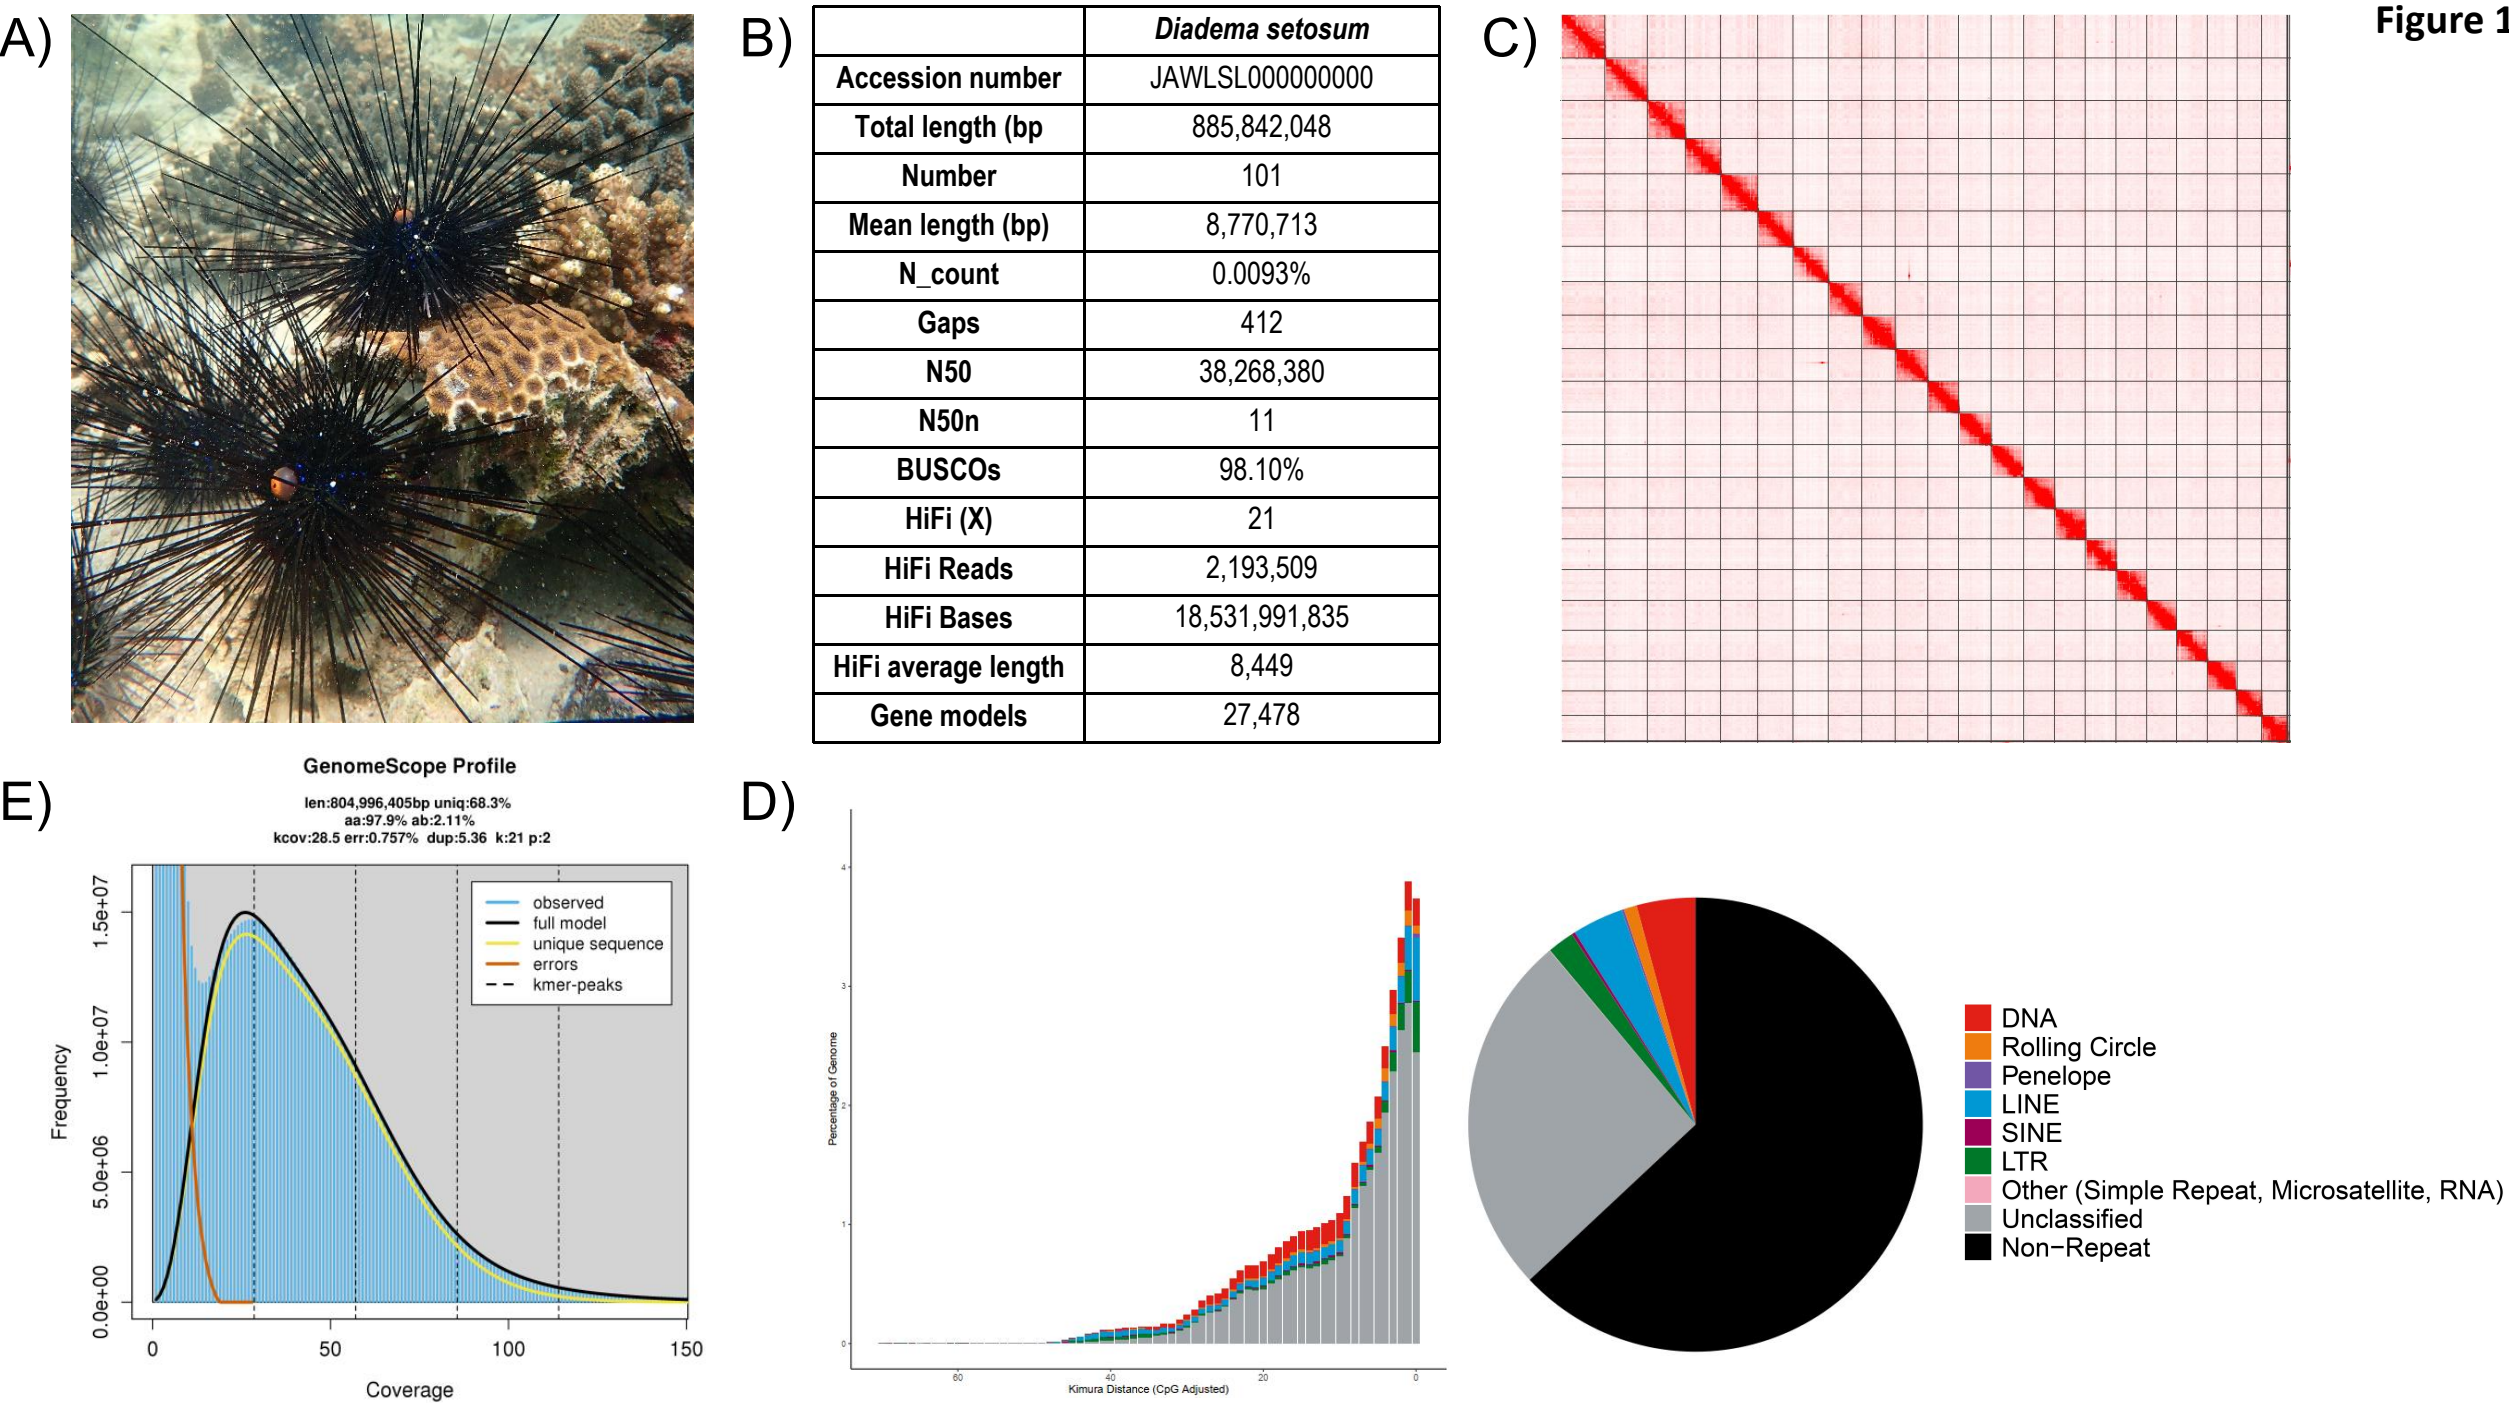 Figure 1
A)
B)
Diadema setosum
Accession number JAWLSL000000000
Total length (bp 885,842,048
Number 101
Mean length (bp) 8,770,713
N_count 0.0093%
Gaps 412
N50 38,268,380
N50n 11
BUSCOs 98.10%
HiFi (X) 21
HiFi Reads 2,193,509
HiFi Bases 18,531,991,835
HiFi average length 8,449
Gene models 27,478
C)
E)
GenomeScope Profile
len:804,996,405bp uniq:68.3%
aa:97.9% ab:2.11%
kcov:28.5 err:0.757% dup:5.36 k:21 p:2
observed
full model
unique sequence
errors
kmer-peaks
Frequency
1.5e+07
1.0e+07
5.0e+06
0.0e+00
0 50 100 150
Coverage
D)
Percentage of Genome
4
3
2
1
0
60 40 20 0
Kimura Distance (CpG Adjusted)
DNA
Rolling Circle
Penelope
LINE
SINE
LTR
Other (Simple Repeat, Microsatellite, RNA)
Unclassified
Non−Repeat